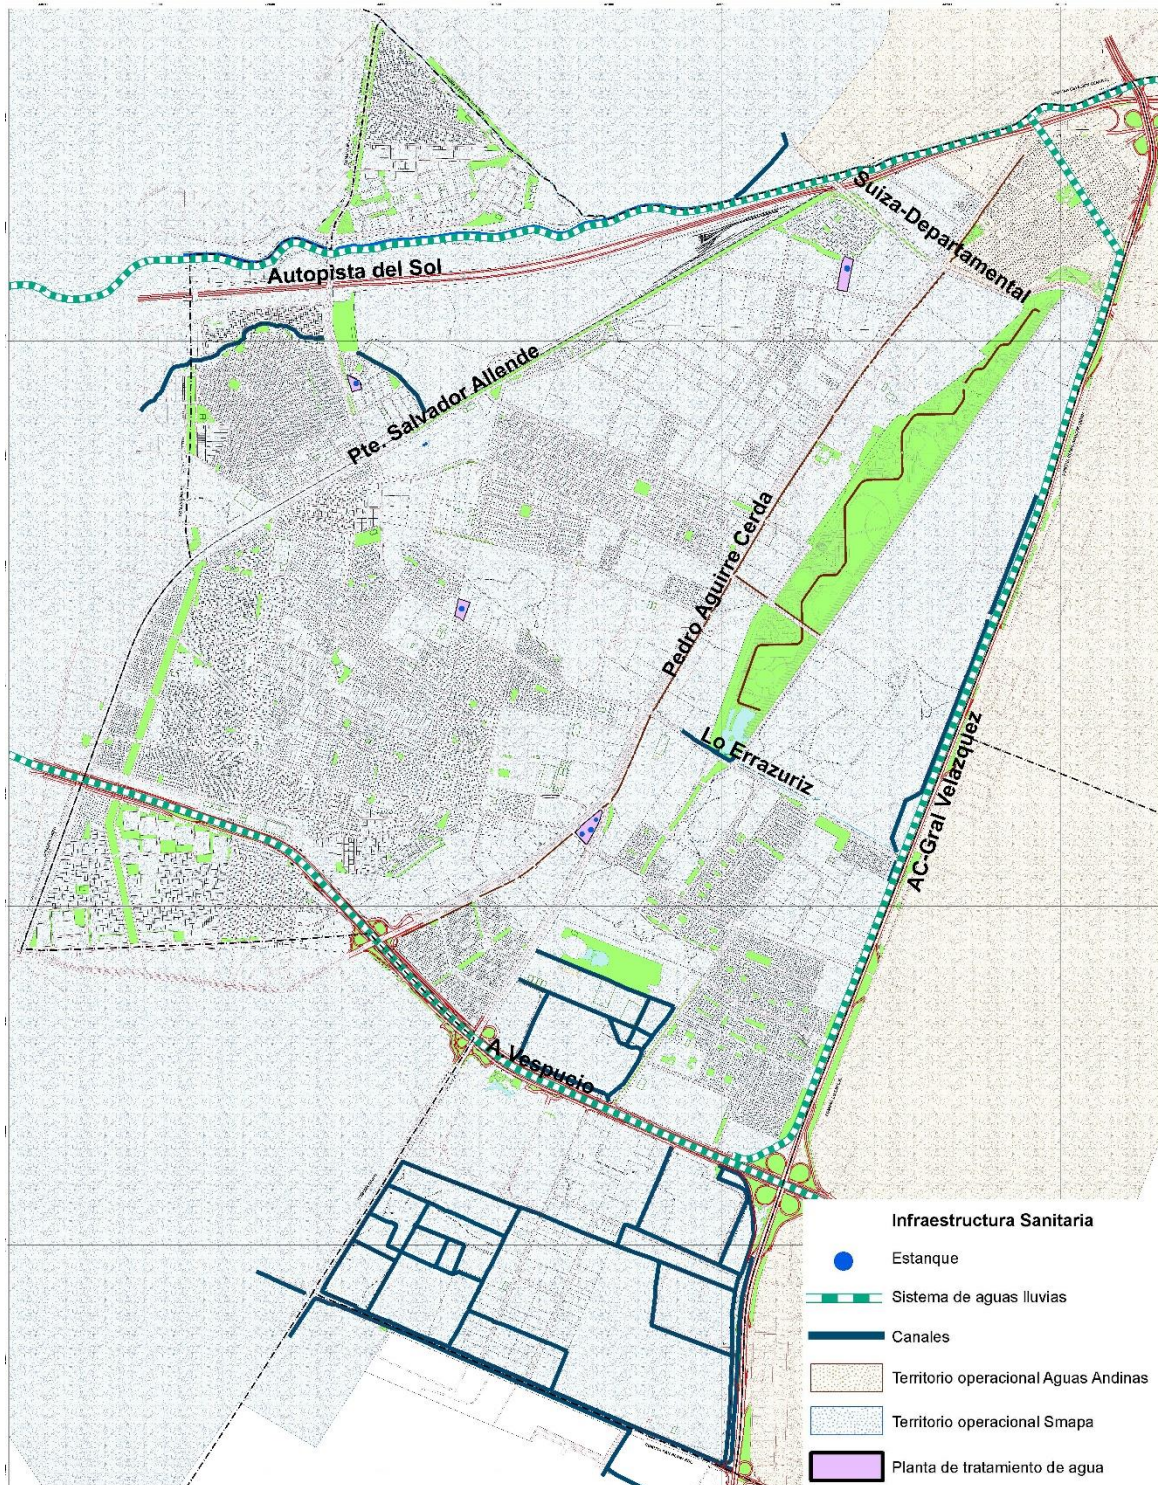 Suiza-Departamental
Autopista del Sol
Pte. Salvador Allende
Pedro Aguirre Cerda
Lo Errazuriz
AC-Gral Velazquez
A Vespucio
Infraestructura Sanitaria
Estanque
Sistema de aguas lluvias
Canales
Territorio operacional Aguas Andinas
Territorio operacional Smapa
Planta de tratamiento de agua